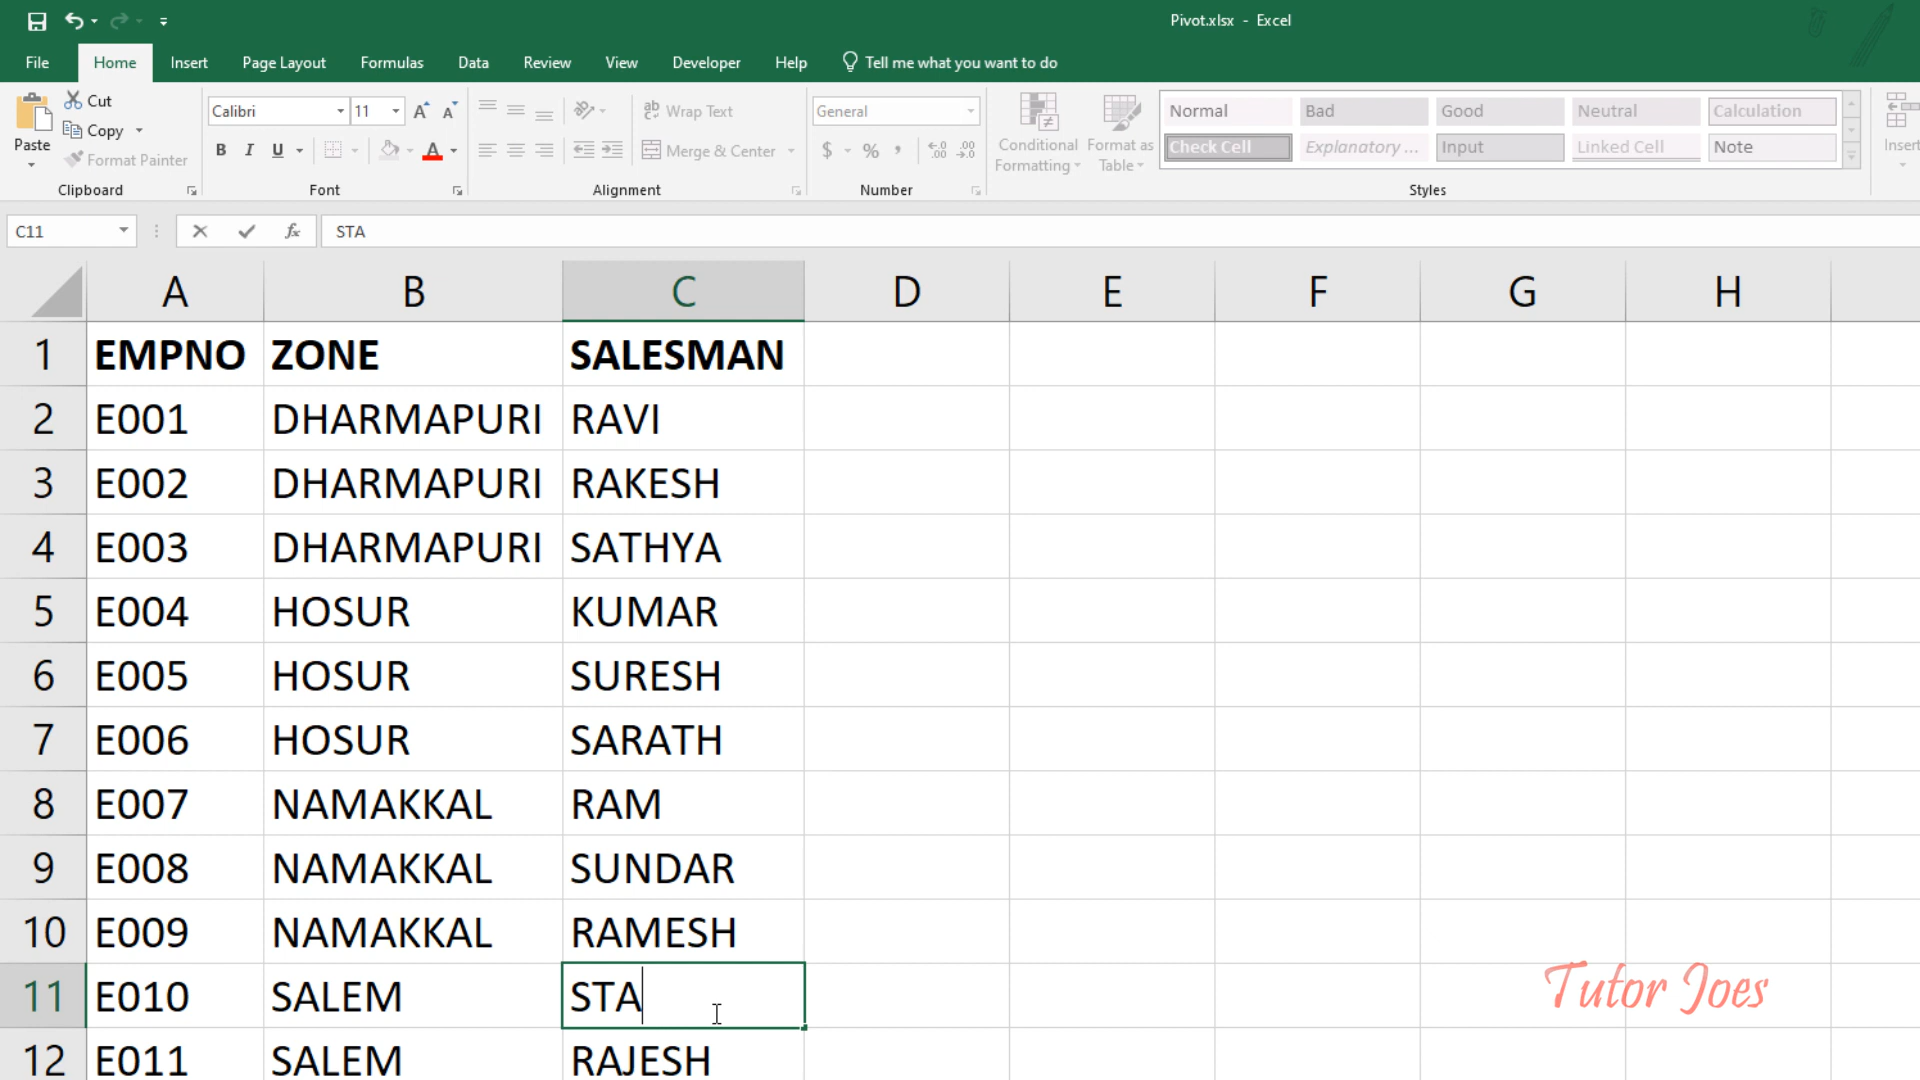 Pivot.xlsx - Excel
File Home Insert Page Layout Formulas Data Review View Developer Help Tell me what you want to do
Paste
Cut
Copy
Format Painter
Clipboard
Calibri 11
B I U
Font
Wrap Text
Merge & Center
Alignment
General
$ %
Number
Conditional Formatting
Format as Table
Normal Bad Good Neutral Calculation
Check Cell Explanatory ... Input Linked Cell Note
Styles
Insert
C11 fx STA
A B C D E F G H
1 EMPNO ZONE SALESMAN
2 E001 DHARMAPURI RAVI
3 E002 DHARMAPURI RAKESH
4 E003 DHARMAPURI SATHYA
5 E004 HOSUR KUMAR
6 E005 HOSUR SURESH
7 E006 HOSUR SARATH
8 E007 NAMAKKAL RAM
9 E008 NAMAKKAL SUNDAR
10 E009 NAMAKKAL RAMESH
11 E010 SALEM STA
12 E011 SALEM RAJESH
Tutor Joes